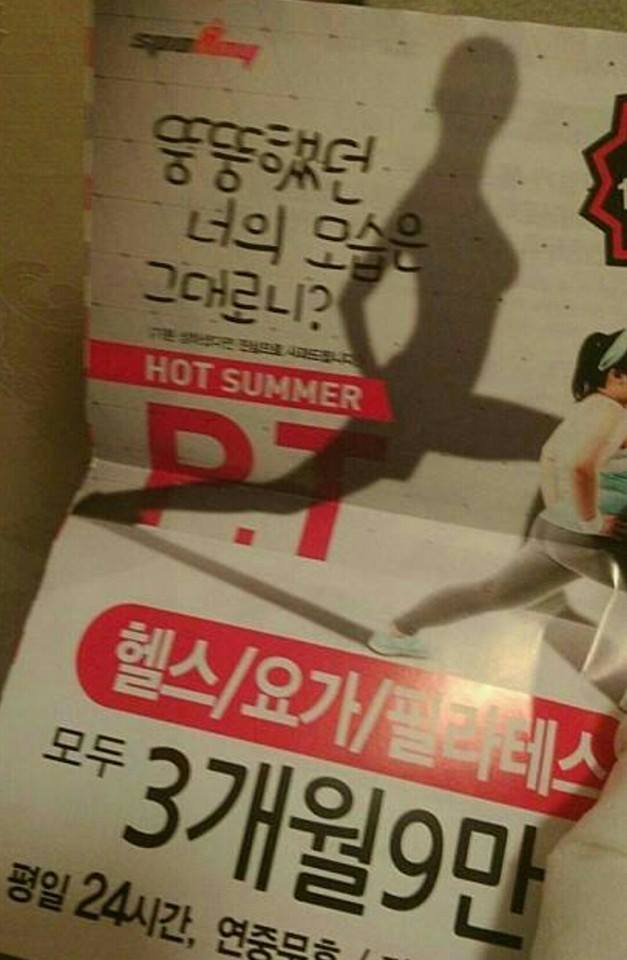 뚱뚱했던
너의 모습은
그대로니?
HOT SUMMER
P.T
헬스/요가/필라테스
모두 3개월9만
평일 24시간, 연중무휴 /